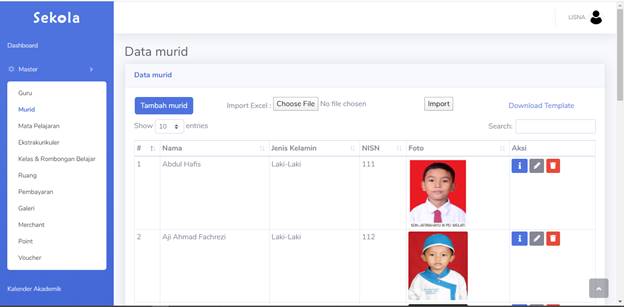 Sekola
LISNA
Dashboard
Master
Guru
Murid
Mata Pelajaran
Ekstrakurikuler
Kelas & Rombongan Belajar
Ruang
Pembayaran
Galeri
Merchant
Point
Voucher
Kalender Akademik
Data murid
Data murid
Tambah murid Import Excel : Choose File No file chosen Import Download Template
Show 10 entries Search:
# Nama Jenis Kelamin NISN Foto Aksi
1 Abdul Hafis Laki-Laki 111
2 Aji Ahmad Fachrezi Laki-Laki 112